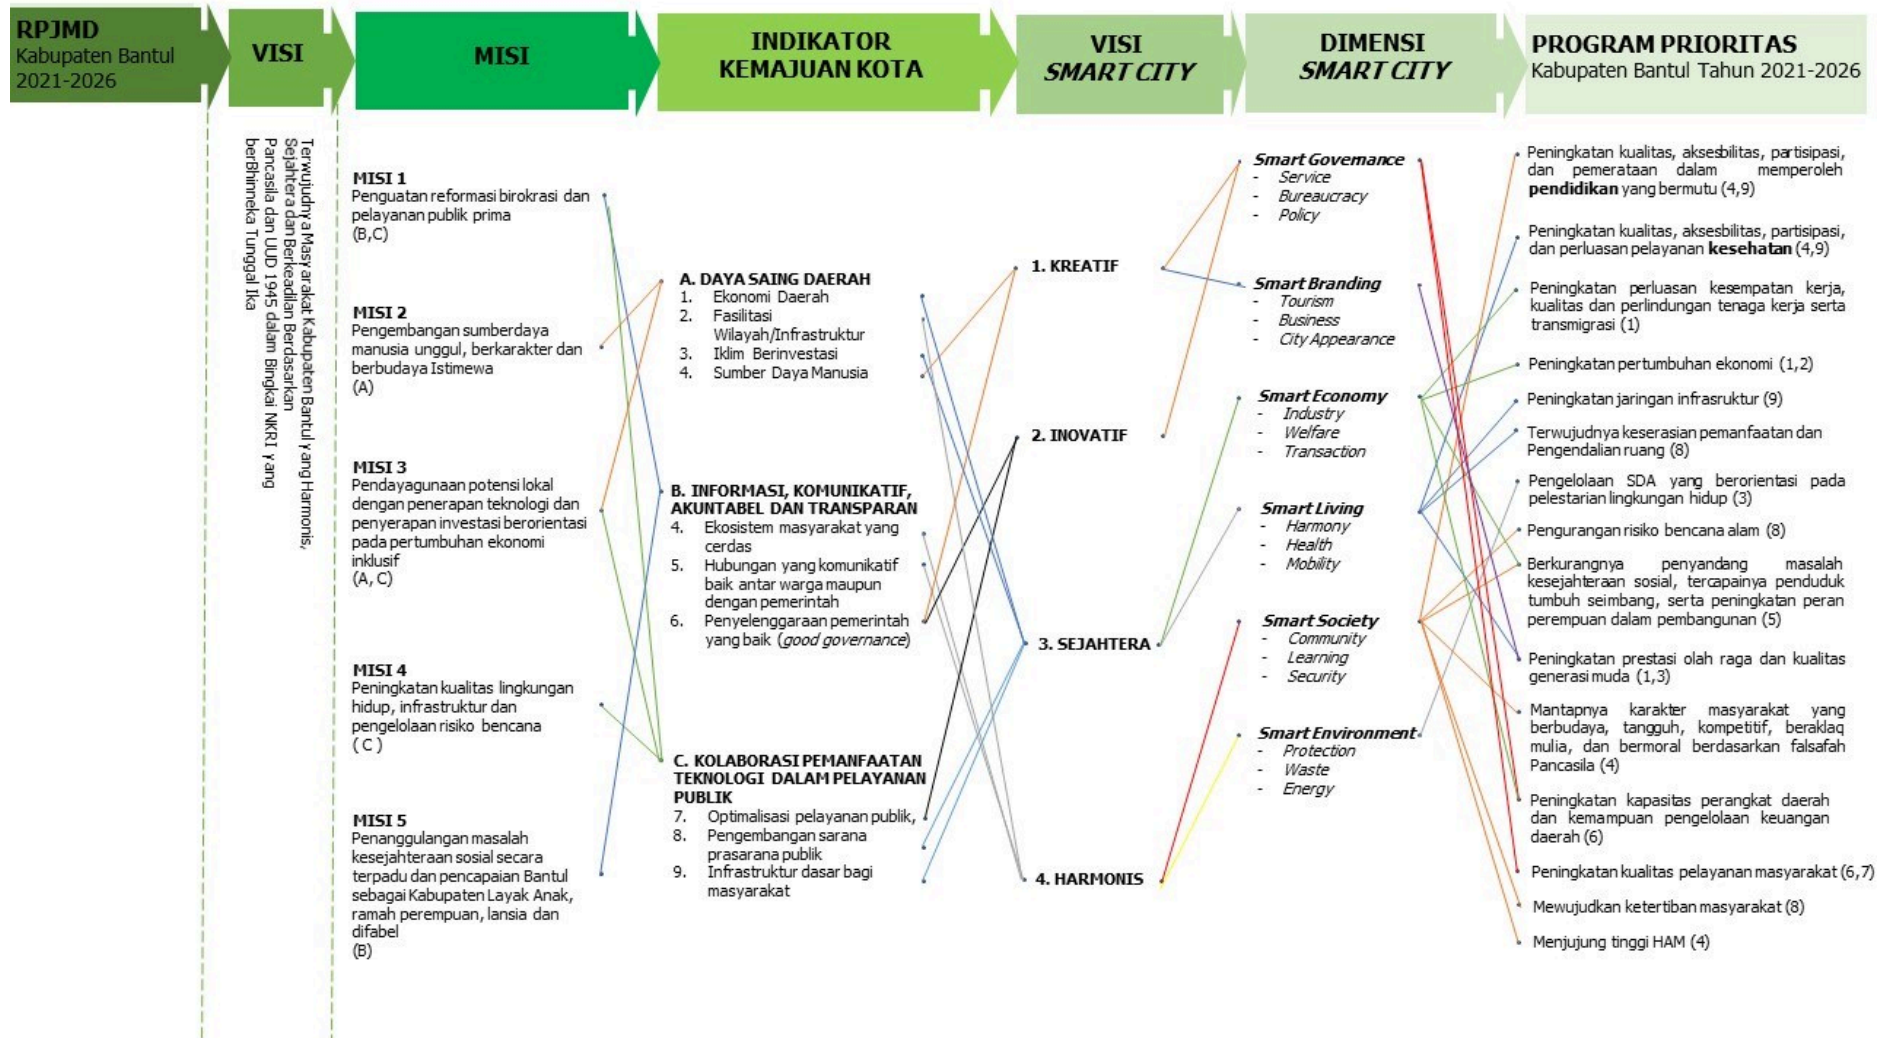 RPJMD
Kabupaten Bantul
2021-2026
VISI
MISI
INDIKATOR
KEMAJUAN KOTA
VISI
SMART CITY
DIMENSI
SMART CITY
PROGRAM PRIORITAS
Kabupaten Bantul Tahun 2021-2026
Terwujudnya Masyarakat Kabupaten Bantul yang Harmonis,
Sejahtera dan Berkeadilan Berdasarkan
Pancasila dan UUD 1945 dalam Bingkai NKRI yang
berBhinneka Tunggal Ika
MISI 1
Penguatan reformasi birokrasi dan
pelayanan publik prima
(B,C)
MISI 2
Pengembangan sumberdaya
manusia unggul, berkarakter dan
berbudaya Istimewa
(A)
MISI 3
Pendayagunaan potensi lokal
dengan penerapan teknologi dan
penyerapan investasi berorientasi
pada pertumbuhan ekonomi
inklusif
(A, C)
MISI 4
Peningkatan kualitas lingkungan
hidup, infrastruktur dan
pengelolaan risiko bencana
( C )
MISI 5
Penanggulangan masalah
kesejahteraan sosial secara
terpadu dan pencapaian Bantul
sebagai Kabupaten Layak Anak,
ramah perempuan, lansia dan
difabel
(B)
A. DAYA SAING DAERAH
1. Ekonomi Daerah
2. Fasilitasi
Wilayah/Infrastruktur
3. Iklim Berinvestasi
4. Sumber Daya Manusia
B. INFORMASI, KOMUNIKATIF,
AKUNTABEL DAN TRANSPARAN
4. Ekosistem masyarakat yang
cerdas
5. Hubungan yang komunikatif
baik antar warga maupun
dengan pemerintah
6. Penyelenggaraan pemerintah
yang baik (good governance)
C. KOLABORASI PEMANFAATAN
TEKNOLOGI DALAM PELAYANAN
PUBLIK
7. Optimalisasi pelayanan publik,
8. Pengembangan sarana
prasarana publik
9. Infrastruktur dasar bagi
masyarakat
1. KREATIF
2. INOVATIF
3. SEJAHTERA
4. HARMONIS
Smart Governance
- Service
- Bureaucracy
- Policy
Smart Branding
- Tourism
- Business
- City Appearance
Smart Economy
- Industry
- Welfare
- Transaction
Smart Living
- Harmony
- Health
- Mobility
Smart Society
- Community
- Learning
- Security
Smart Environment
- Protection
- Waste
- Energy
Peningkatan kualitas, aksesbilitas, partisipasi,
dan pemerataan dalam memperoleh
pendidikan yang bermutu (4,9)
Peningkatan kualitas, aksesbilitas, partisipasi,
dan perluasan pelayanan kesehatan (4,9)
Peningkatan perluasan kesempatan kerja,
kualitas dan perlindungan tenaga kerja serta
transmigrasi (1)
Peningkatan pertumbuhan ekonomi (1,2)
Peningkatan jaringan infrasruktur (9)
Terwujudnya keserasian pemanfaatan dan
Pengendalian ruang (8)
Pengelolaan SDA yang berorientasi pada
pelestarian lingkungan hidup (3)
Pengurangan risiko bencana alam (8)
Berkurangnya penyandang masalah
kesejahteraan sosial, tercapainya penduduk
tumbuh seimbang, serta peningkatan peran
perempuan dalam pembangunan (5)
Peningkatan prestasi olah raga dan kualitas
generasi muda (1,3)
Mantapnya karakter masyarakat yang
berbudaya, tangguh, kompetitif, beraklaq
mulia, dan bermoral berdasarkan falsafah
Pancasila (4)
Peningkatan kapasitas perangkat daerah
dan kemampuan pengelolaan keuangan
daerah (6)
Peningkatan kualitas pelayanan masyarakat (6,7)
Mewujudkan ketertiban masyarakat (8)
Menjujung tinggi HAM (4)